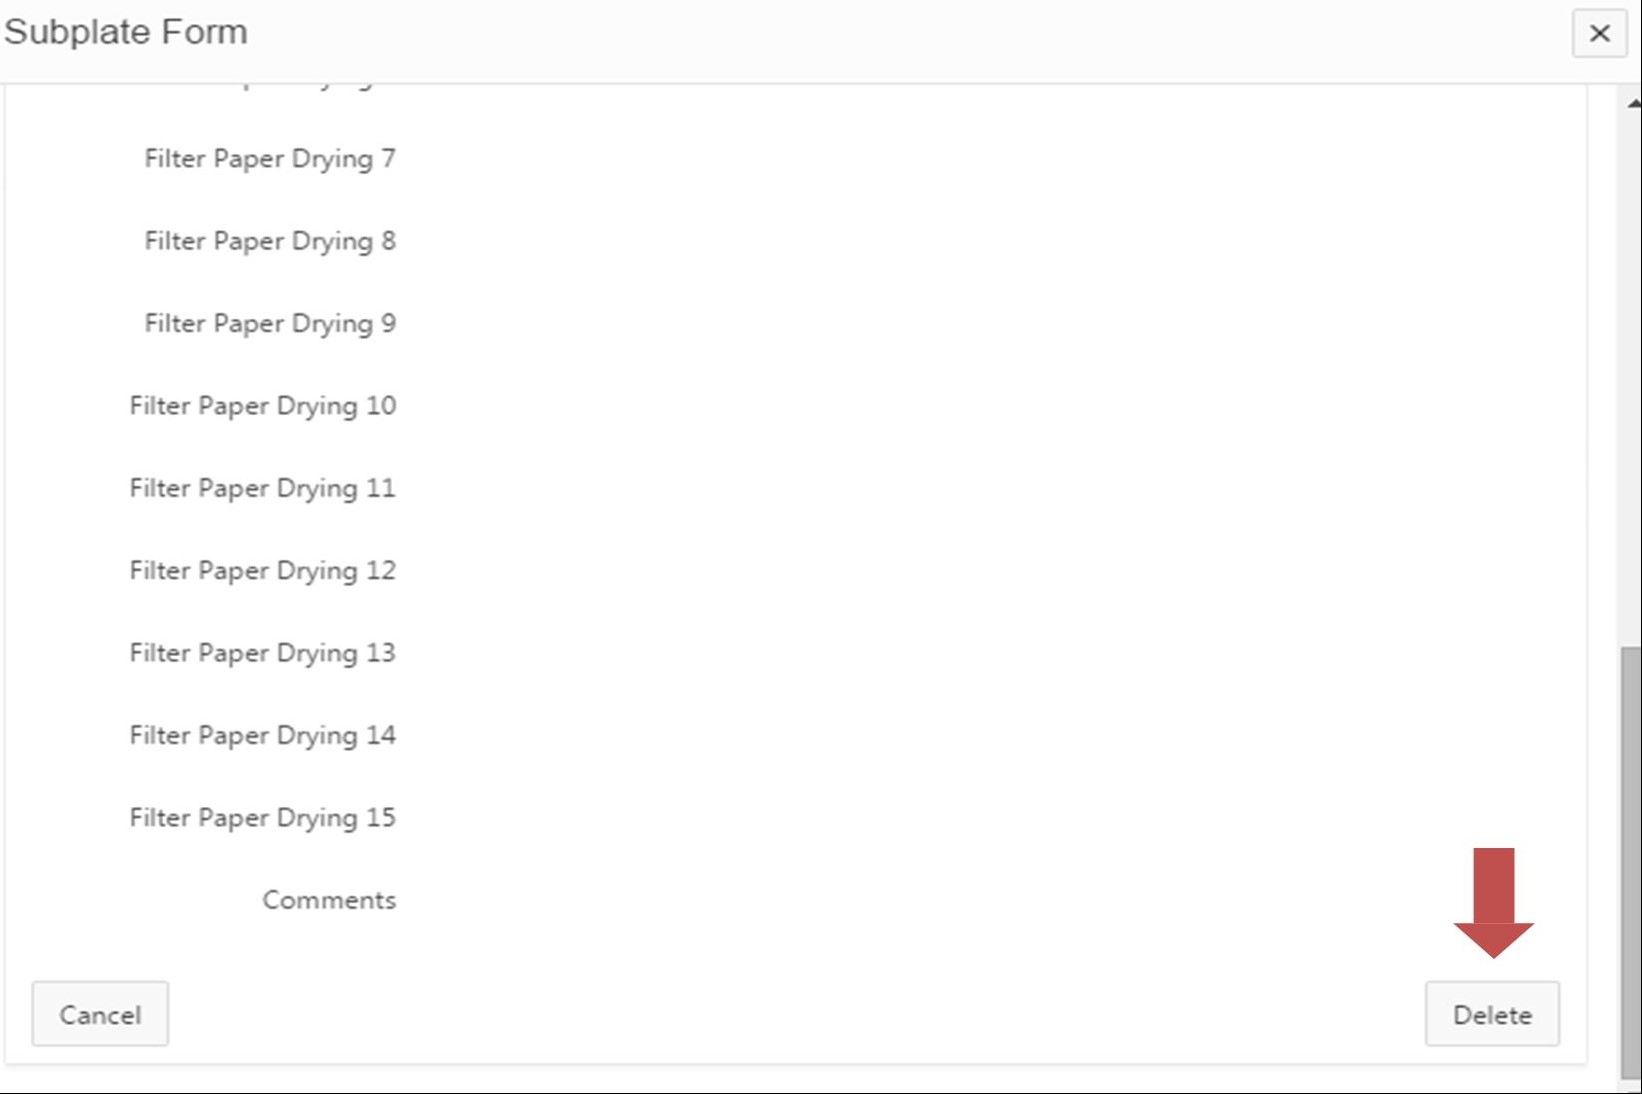 Subplate Form
Filter Paper Drying 7
Filter Paper Drying 8
Filter Paper Drying 9
Filter Paper Drying 10
Filter Paper Drying 11
Filter Paper Drying 12
Filter Paper Drying 13
Filter Paper Drying 14
Filter Paper Drying 15
Comments
Cancel
Delete